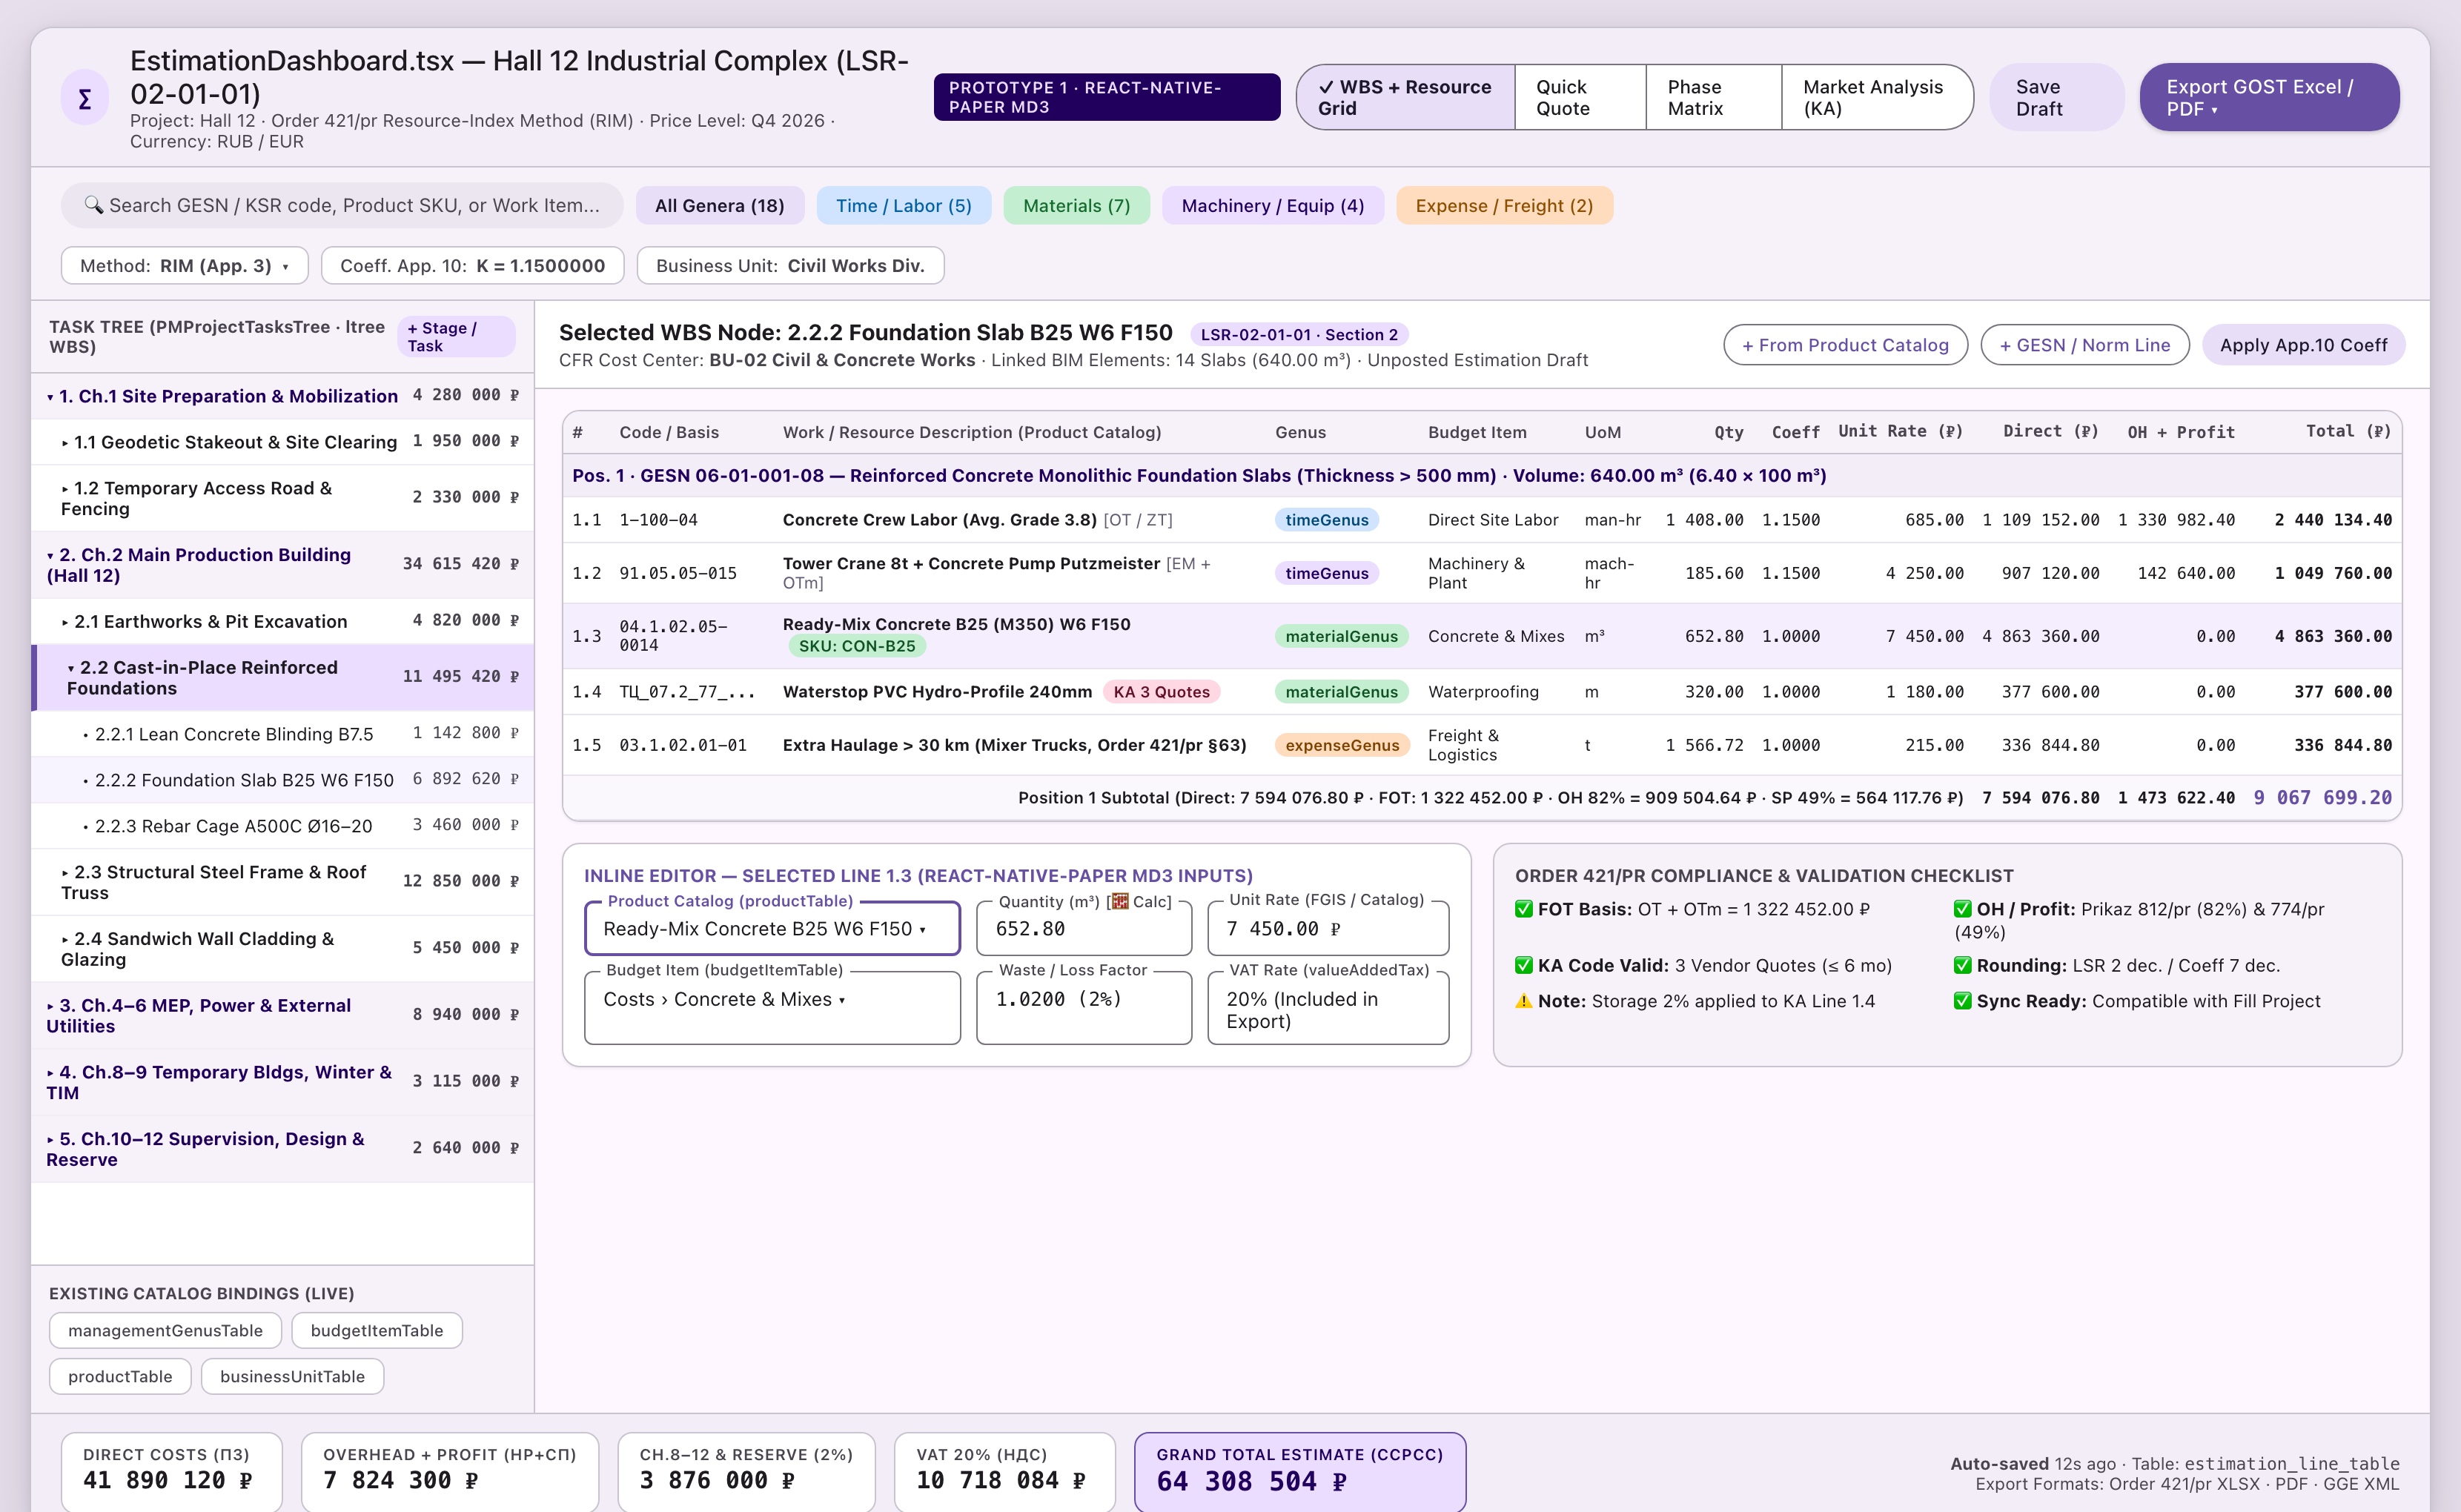 ∑
EstimationDashboard.tsx — Hall 12 Industrial Complex (LSR-
02-01-01)
Project: Hall 12 · Order 421/pr Resource-Index Method (RIM) · Price Level: Q4 2026 ·
Currency: RUB / EUR
PROTOTYPE 1 · REACT-NATIVE-
PAPER MD3
✓ WBS + Resource
Grid
Quick
Quote
Phase
Matrix
Market Analysis
(KA)
Save
Draft
Export GOST Excel /
PDF ▾
🔍 Search GESN / KSR code, Product SKU, or Work Item...
All Genera (18)
Time / Labor (5)
Materials (7)
Machinery / Equip (4)
Expense / Freight (2)
Method: RIM (App. 3) ▾
Coeff. App. 10: K = 1.1500000
Business Unit: Civil Works Div.
TASK TREE (PMProjectTasksTree · ltree
WBS)
+ Stage /
Task
▾ 1. Ch.1 Site Preparation & Mobilization 4 280 000 ₽
▸ 1.1 Geodetic Stakeout & Site Clearing 1 950 000 ₽
▸ 1.2 Temporary Access Road &
Fencing
2 330 000 ₽
▾ 2. Ch.2 Main Production Building
(Hall 12)
34 615 420 ₽
▸ 2.1 Earthworks & Pit Excavation 4 820 000 ₽
▾ 2.2 Cast-in-Place Reinforced
Foundations
11 495 420 ₽
• 2.2.1 Lean Concrete Blinding B7.5 1 142 800 ₽
• 2.2.2 Foundation Slab B25 W6 F150 6 892 620 ₽
• 2.2.3 Rebar Cage A500C Ø16–20 3 460 000 ₽
▸ 2.3 Structural Steel Frame & Roof
Truss
12 850 000 ₽
▸ 2.4 Sandwich Wall Cladding &
Glazing
5 450 000 ₽
▸ 3. Ch.4–6 MEP, Power & External
Utilities
8 940 000 ₽
▸ 4. Ch.8–9 Temporary Bldgs, Winter &
TIM
3 115 000 ₽
▸ 5. Ch.10–12 Supervision, Design &
Reserve
2 640 000 ₽
EXISTING CATALOG BINDINGS (LIVE)
managementGenusTable
budgetItemTable
productTable
businessUnitTable
Selected WBS Node: 2.2.2 Foundation Slab B25 W6 F150 LSR-02-01-01 · Section 2
CFR Cost Center: BU-02 Civil & Concrete Works · Linked BIM Elements: 14 Slabs (640.00 m³) · Unposted Estimation Draft
+ From Product Catalog
+ GESN / Norm Line
Apply App.10 Coeff
# Code / Basis Work / Resource Description (Product Catalog) Genus Budget Item UoM Qty Coeff Unit Rate (₽) Direct (₽) OH + Profit Total (₽)
Pos. 1 · GESN 06-01-001-08 — Reinforced Concrete Monolithic Foundation Slabs (Thickness > 500 mm) · Volume: 640.00 m³ (6.40 × 100 m³)
1.1 1-100-04 Concrete Crew Labor (Avg. Grade 3.8) [OT / ZT] timeGenus Direct Site Labor man-hr 1 408.00 1.1500 685.00 1 109 152.00 1 330 982.40 2 440 134.40
1.2 91.05.05-015 Tower Crane 8t + Concrete Pump Putzmeister [EM +
OTm]
timeGenus Machinery &
Plant
mach-
hr
185.60 1.1500 4 250.00 907 120.00 142 640.00 1 049 760.00
1.3 04.1.02.05-
0014
Ready-Mix Concrete B25 (M350) W6 F150
SKU: CON-B25
materialGenus Concrete & Mixes m³ 652.80 1.0000 7 450.00 4 863 360.00 0.00 4 863 360.00
1.4 ТЦ_07.2_77_... Waterstop PVC Hydro-Profile 240mm KA 3 Quotes materialGenus Waterproofing m 320.00 1.0000 1 180.00 377 600.00 0.00 377 600.00
1.5 03.1.02.01-01 Extra Haulage > 30 km (Mixer Trucks, Order 421/pr §63) expenseGenus Freight &
Logistics
t 1 566.72 1.0000 215.00 336 844.80 0.00 336 844.80
Position 1 Subtotal (Direct: 7 594 076.80 ₽ · FOT: 1 322 452.00 ₽ · OH 82% = 909 504.64 ₽ · SP 49% = 564 117.76 ₽) 7 594 076.80 1 473 622.40 9 067 699.20
INLINE EDITOR — SELECTED LINE 1.3 (REACT-NATIVE-PAPER MD3 INPUTS)
Product Catalog (productTable)
Ready-Mix Concrete B25 W6 F150 ▾
Quantity (m³) [🧮 Calc]
652.80
Unit Rate (FGIS / Catalog)
7 450.00 ₽
Budget Item (budgetItemTable)
Costs › Concrete & Mixes ▾
Waste / Loss Factor
1.0200 (2%)
VAT Rate (valueAddedTax)
20% (Included in
Export)
ORDER 421/PR COMPLIANCE & VALIDATION CHECKLIST
✅ FOT Basis: OT + OTm = 1 322 452.00 ₽
✅ OH / Profit: Prikaz 812/pr (82%) & 774/pr
(49%)
✅ KA Code Valid: 3 Vendor Quotes (≤ 6 mo)
✅ Rounding: LSR 2 dec. / Coeff 7 dec.
⚠️ Note: Storage 2% applied to KA Line 1.4
✅ Sync Ready: Compatible with Fill Project
DIRECT COSTS (ПЗ)
41 890 120 ₽
OVERHEAD + PROFIT (НР+СП)
7 824 300 ₽
CH.8–12 & RESERVE (2%)
3 876 000 ₽
VAT 20% (НДС)
10 718 084 ₽
GRAND TOTAL ESTIMATE (ССРСС)
64 308 504 ₽
Auto-saved 12s ago · Table: estimation_line_table
Export Formats: Order 421/pr XLSX · PDF · GGE XML